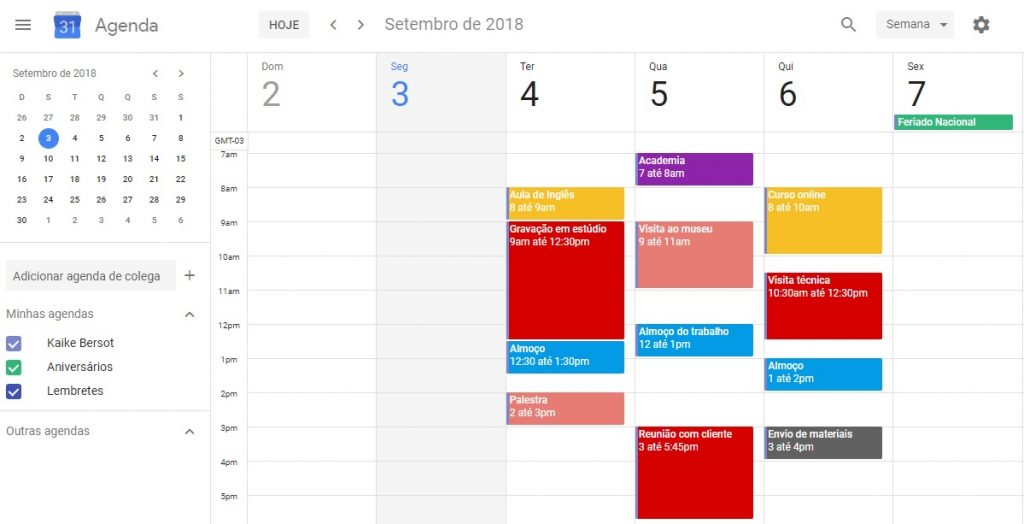 31 Agenda HOJE Setembro de 2018 Semana
Setembro de 2018
D S T Q Q S S
26 27 28 29 30 31 1
2 3 4 5 6 7 8
9 10 11 12 13 14 15
16 17 18 19 20 21 22
23 24 25 26 27 28 29
30 1 2 3 4 5 6
Adicionar agenda de colega +
Minhas agendas
Kaike Bersot
Aniversários
Lembretes
Outras agendas
Dom Seg Ter Qua Qui Sex
2 3 4 5 6 7
Feriado Nacional
GMT-03
7am
8am
9am
10am
11am
12pm
1pm
2pm
3pm
4pm
5pm
Aula de Inglês
8 até 9am
Gravação em estúdio
9am até 12:30pm
Almoço
12:30 até 1:30pm
Palestra
2 até 3pm
Academia
7 até 8am
Visita ao museu
9 até 11am
Almoço do trabalho
12 até 1pm
Reunião com cliente
3 até 5:45pm
Curso online
8 até 10am
Visita técnica
10:30am até 12:30pm
Almoço
1 até 2pm
Envio de materiais
3 até 4pm